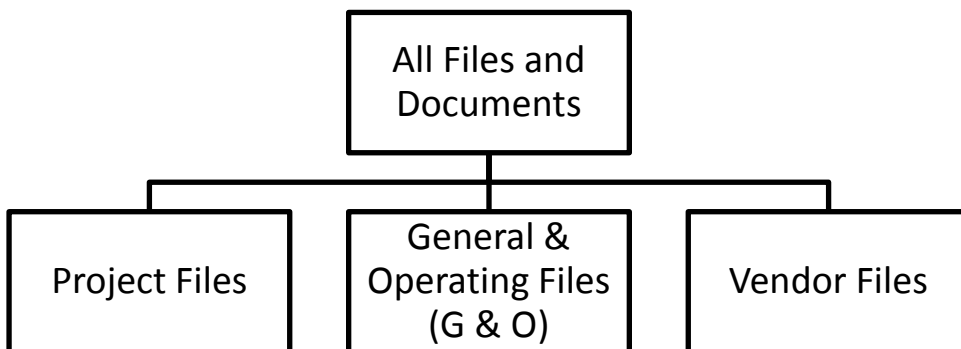 All Files and
Documents
Project Files
General &
Operating Files
(G & O)
Vendor Files